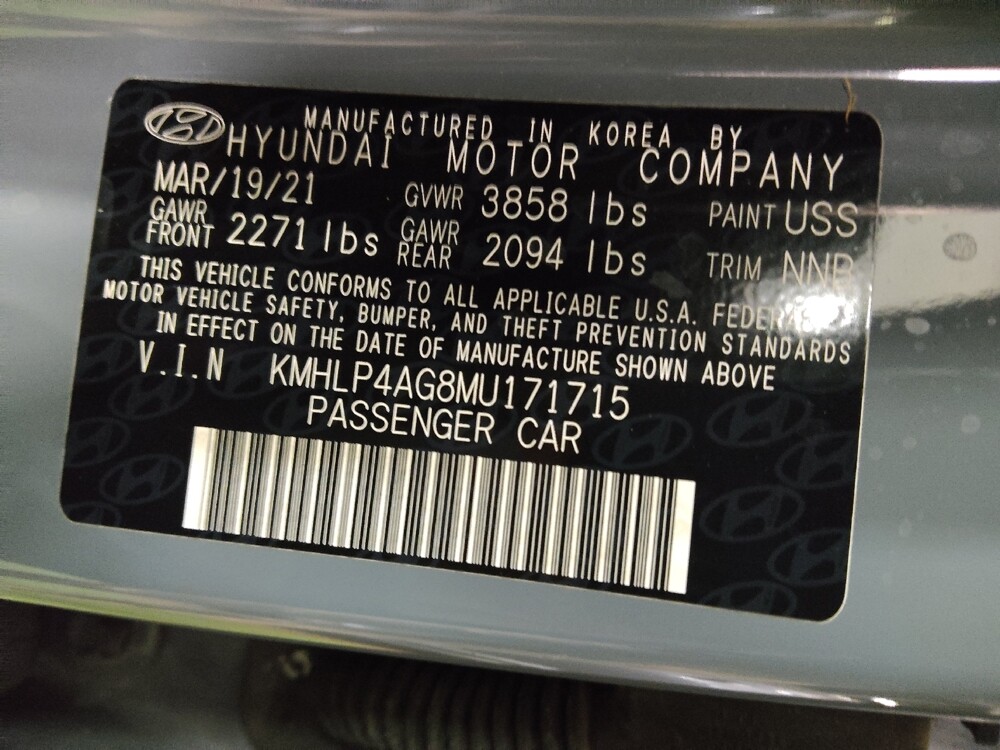 MANUFACTURED IN KOREA BY
HYUNDAI MOTOR COMPANY
MAR/19/21 GVWR 3858 lbs PAINT USS
GAWR FRONT 2271 lbs GAWR REAR 2094 lbs TRIM NNB
THIS VEHICLE CONFORMS TO ALL APPLICABLE U.S.A. FEDERAL
MOTOR VEHICLE SAFETY, BUMPER, AND THEFT PREVENTION STANDARDS
IN EFFECT ON THE DATE OF MANUFACTURE SHOWN ABOVE
V.I.N KMHLP4AG8MU171715
PASSENGER CAR